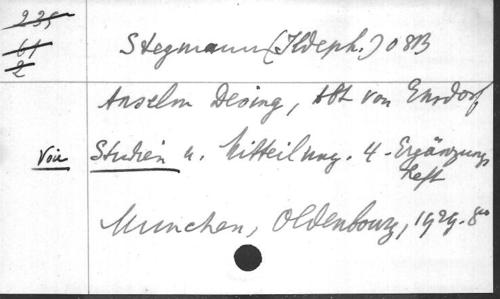 235
61
2
Stegmann (Ildeph.) OSB
Anselm Desing, Abt von Ensdorf
Voir Studien u. Mitteilung. 4-Ergänzungs
heft
München, Oldenbourg, 1929. 8°